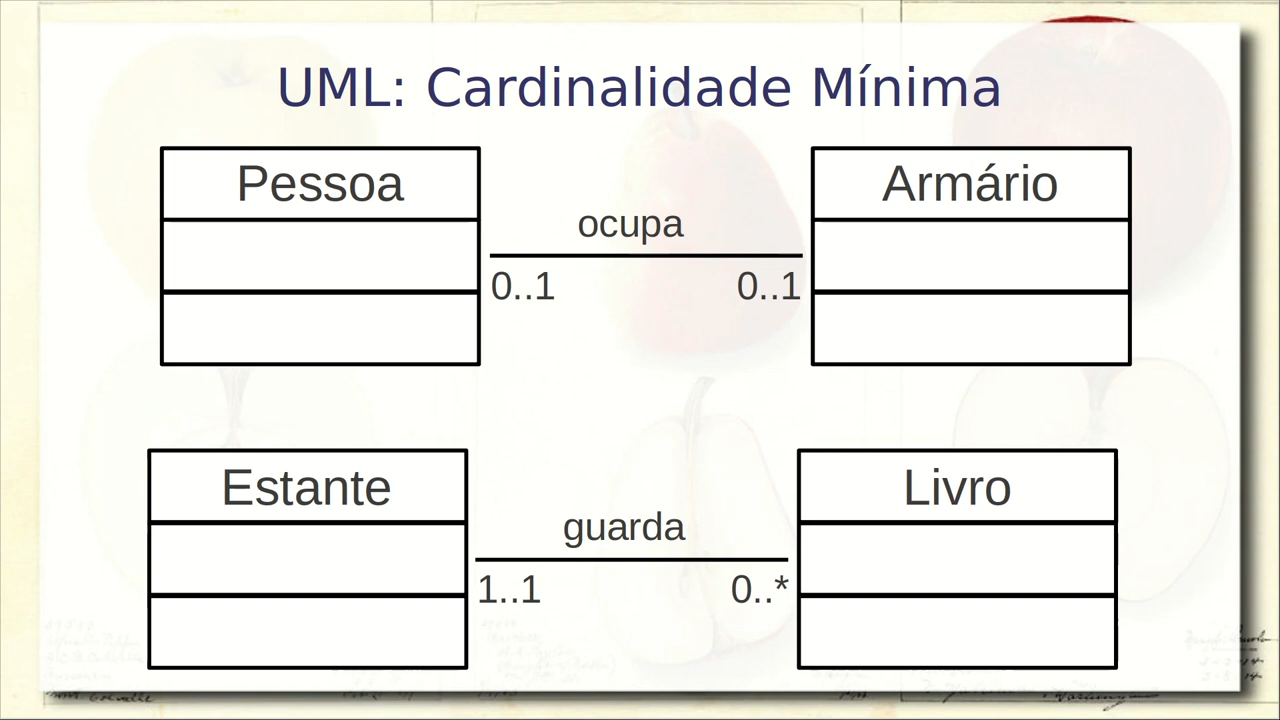 UML: Cardinalidade Mínima
Pessoa
ocupa
0..1
0..1
Armário
Estante
guarda
1..1
0..*
Livro